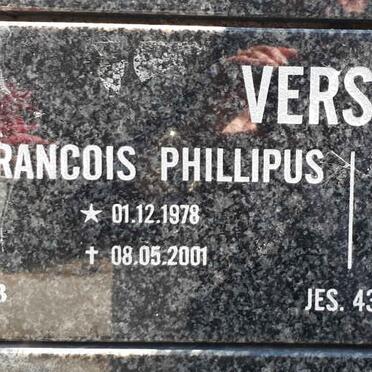 VERS
RANCOIS PHILLIPUS
★ 01.12.1978
✝ 08.05.2001
JES. 43